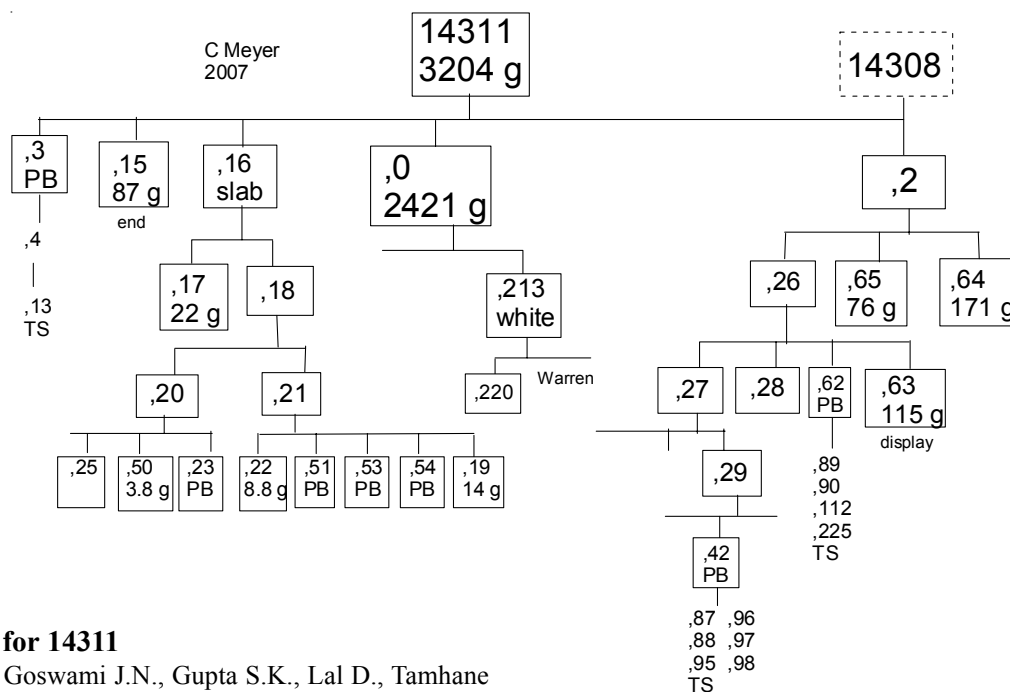 C Meyer
2007
14311
3204 g
14308
,3
PB
,15
87 g
end
,16
slab
,0
2421 g
,2
,4
,13
TS
,17
22 g
,18
,213
white
,26
,65
76 g
,64
171 g
,20
,21
,220
Warren
,27
,28
,62
PB
,63
115 g
display
,25
,50
3.8 g
,23
PB
,22
8.8 g
,51
PB
,53
PB
,54
PB
,19
14 g
,29
,89
,90
,112
,225
TS
,42
PB
,87 ,96
,88 ,97
,95 ,98
TS
for 14311
Goswami J.N., Gupta S.K., Lal D., Tamhane